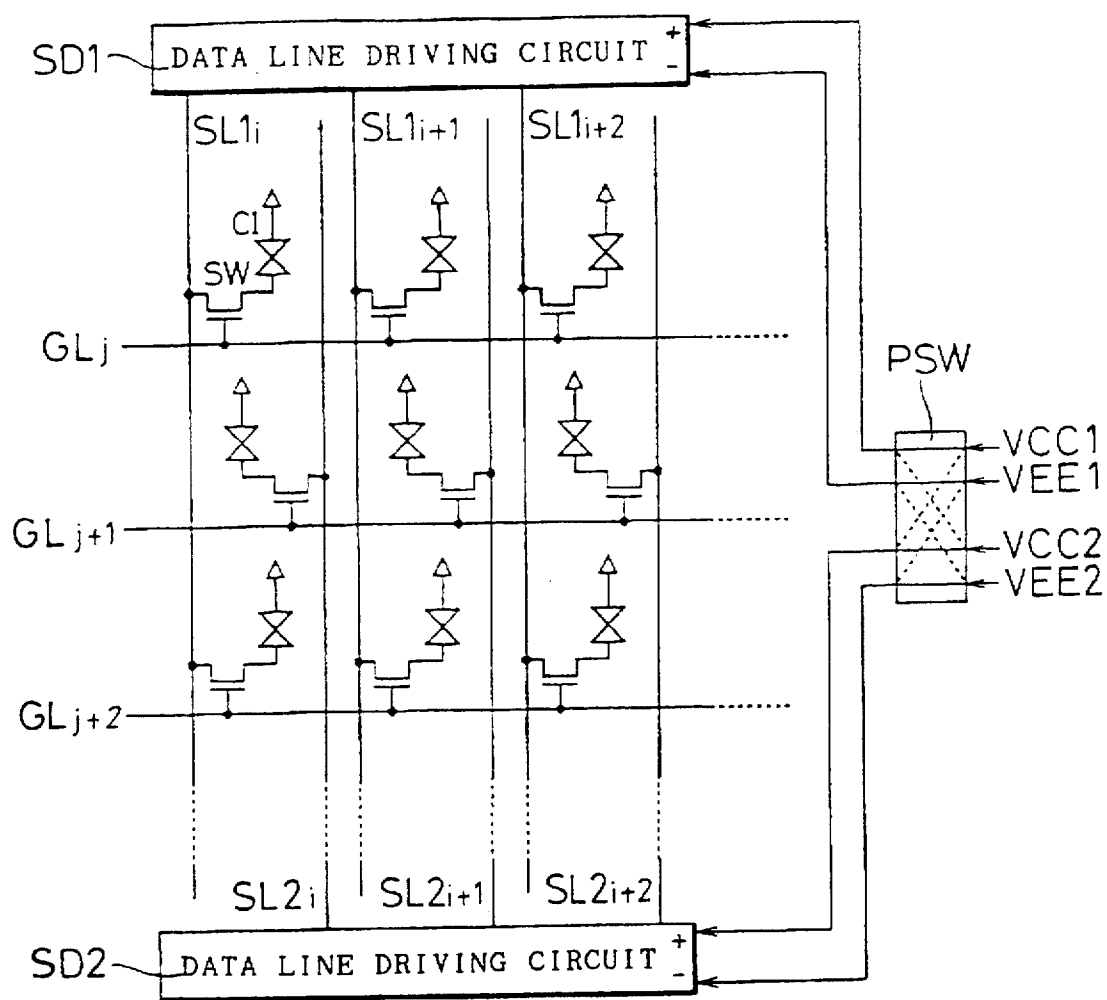 SD1
DATA LINE DRIVING CIRCUIT + -
SL1i SL1i+1 SL1i+2
Cl
SW
GLj
PSW
VCC1
VEE1
GLj+1
VCC2
VEE2
GLj+2
SL2i SL2i+1 SL2i+2
SD2
DATA LINE DRIVING CIRCUIT + -